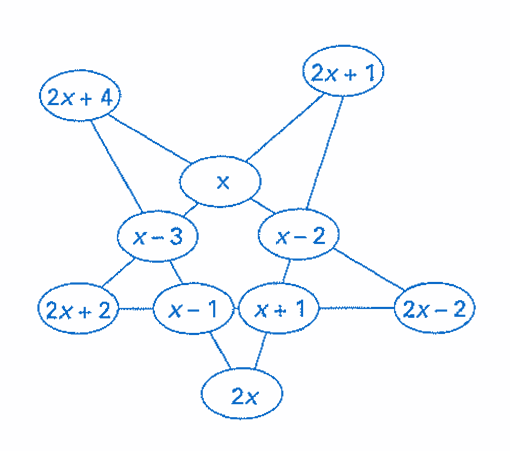 2x + 1
2x + 4
x
x − 3
x − 2
2x + 2
x − 1
x + 1
2x − 2
2x